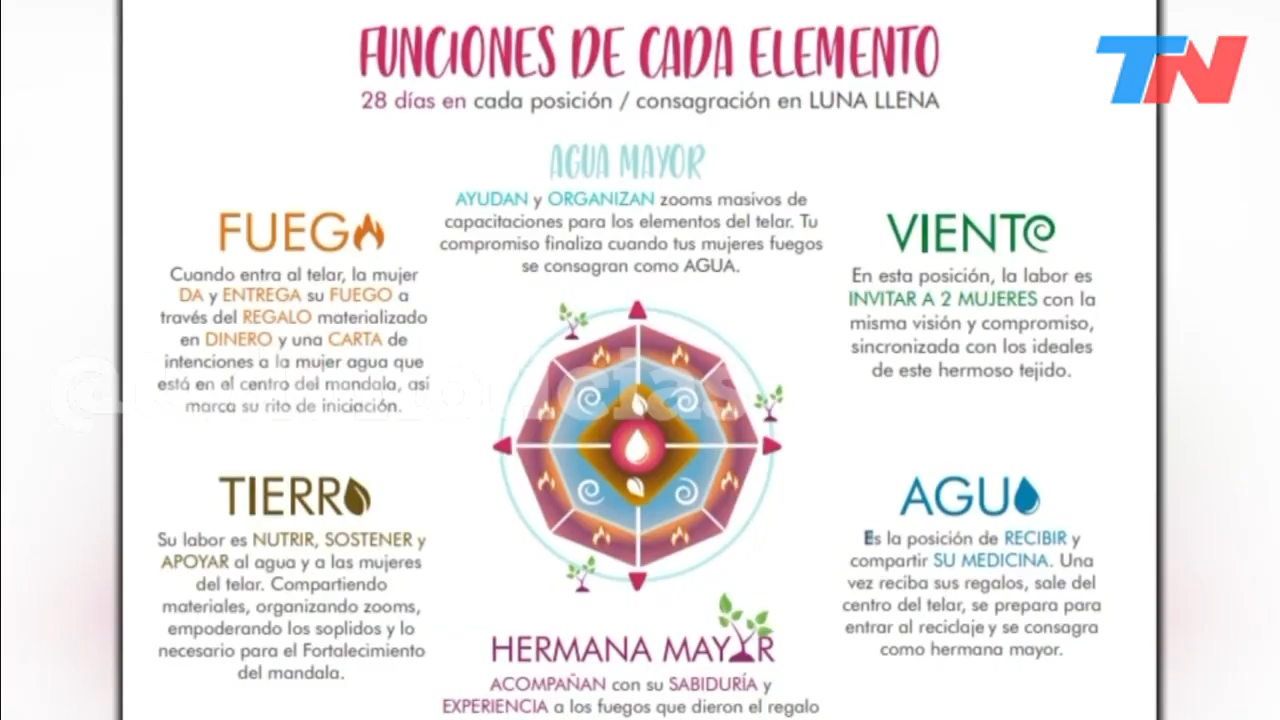 FUNCIONES DE CADA ELEMENTO
28 días en cada posición / consagración en LUNA LLENA
TN
AGUA MAYOR
AYUDAN y ORGANIZAN zooms masivos de
capacitaciones para los elementos del telar. Tu
compromiso finaliza cuando tus mujeres fuegos
se consagran como AGUA.
FUEGO
Cuando entra al telar, la mujer
DA y ENTREGA su FUEGO a
través del REGALO materializado
en DINERO y una CARTA de
intenciones a la mujer agua que
está en el centro del mandala, así
marca su rito de iniciación.
VIENTO
En esta posición, la labor es
INVITAR A 2 MUJERES con la
misma visión y compromiso,
sincronizada con los ideales
de este hermoso tejido.
TIERRA
Su labor es NUTRIR, SOSTENER y
APOYAR al agua y a las mujeres
del telar. Compartiendo
materiales, organizando zooms,
empoderando los soplidos y lo
necesario para el Fortalecimiento
del mandala.
AGUA
Es la posición de RECIBIR y
compartir SU MEDICINA. Una
vez reciba sus regalos, sale del
centro del telar, se prepara para
entrar al reciclaje y se consagra
como hermana mayor.
HERMANA MAYOR
ACOMPAÑAN con su SABIDURÍA y
EXPERIENCIA a los fuegos que dieron el regalo